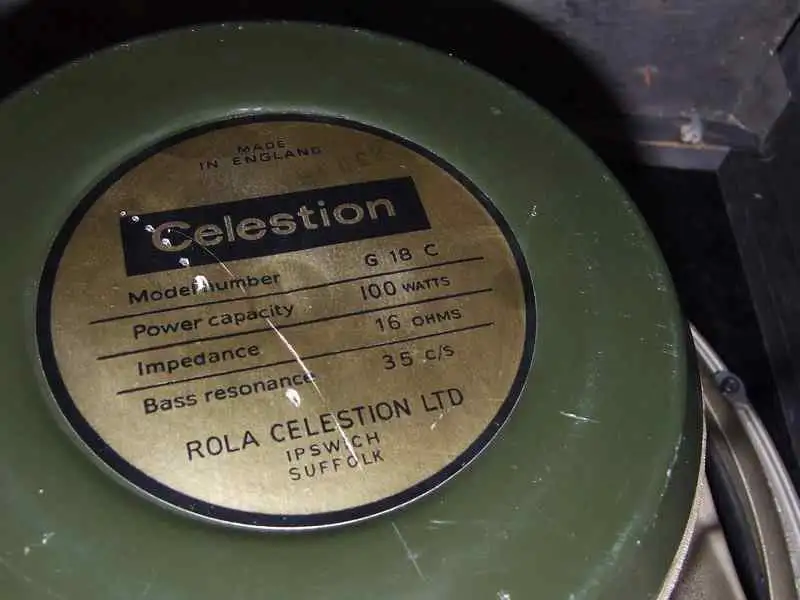 MADE
IN ENGLAND
Celestion
Model number G 18 C
Power capacity 100 WATTS
Impedance 16 OHMS
Bass resonance 35 C/S
ROLA CELESTION LTD
IPSWICH
SUFFOLK